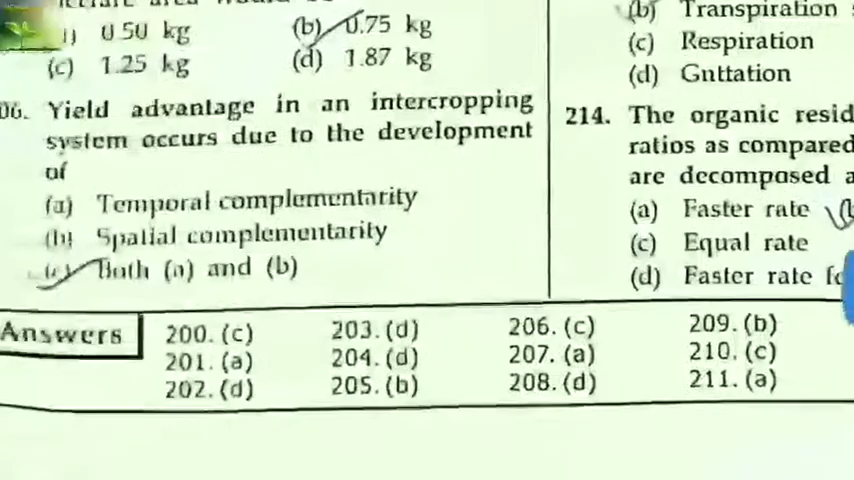 0.50 kg (b) 0.75 kg
(c) 1.25 kg (d) 1.87 kg
06. Yield advantage in an intercropping
system occurs due to the development
of
(a) Temporal complementarity
(b) Spatial complementarity
(c) Both (a) and (b)
(b) Transpiration
(c) Respiration
(d) Guttation
214. The organic resid
ratios as compared
are decomposed a
(a) Faster rate (b
(c) Equal rate
(d) Faster rate fo
Answers
200. (c) 203. (d) 206. (c) 209. (b)
201. (a) 204. (d) 207. (a) 210. (c)
202. (d) 205. (b) 208. (d) 211. (a)